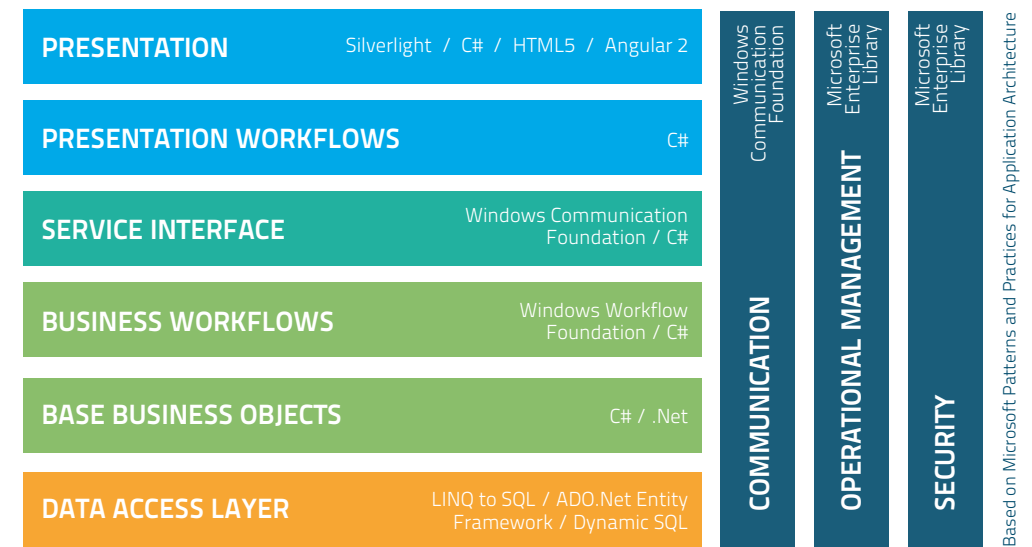 PRESENTATION
Silverlight / C# / HTML5 / Angular 2
PRESENTATION WORKFLOWS
C#
SERVICE INTERFACE
Windows Communication
Foundation / C#
BUSINESS WORKFLOWS
Windows Workflow
Foundation / C#
BASE BUSINESS OBJECTS
C# / .Net
DATA ACCESS LAYER
LINQ to SQL / ADO.Net Entity
Framework / Dynamic SQL
COMMUNICATION
Windows
Communication
Foundation
OPERATIONAL MANAGEMENT
Microsoft
Enterprise
Library
SECURITY
Microsoft
Enterprise
Library
Based on Microsoft Patterns and Practices for Application Architecture